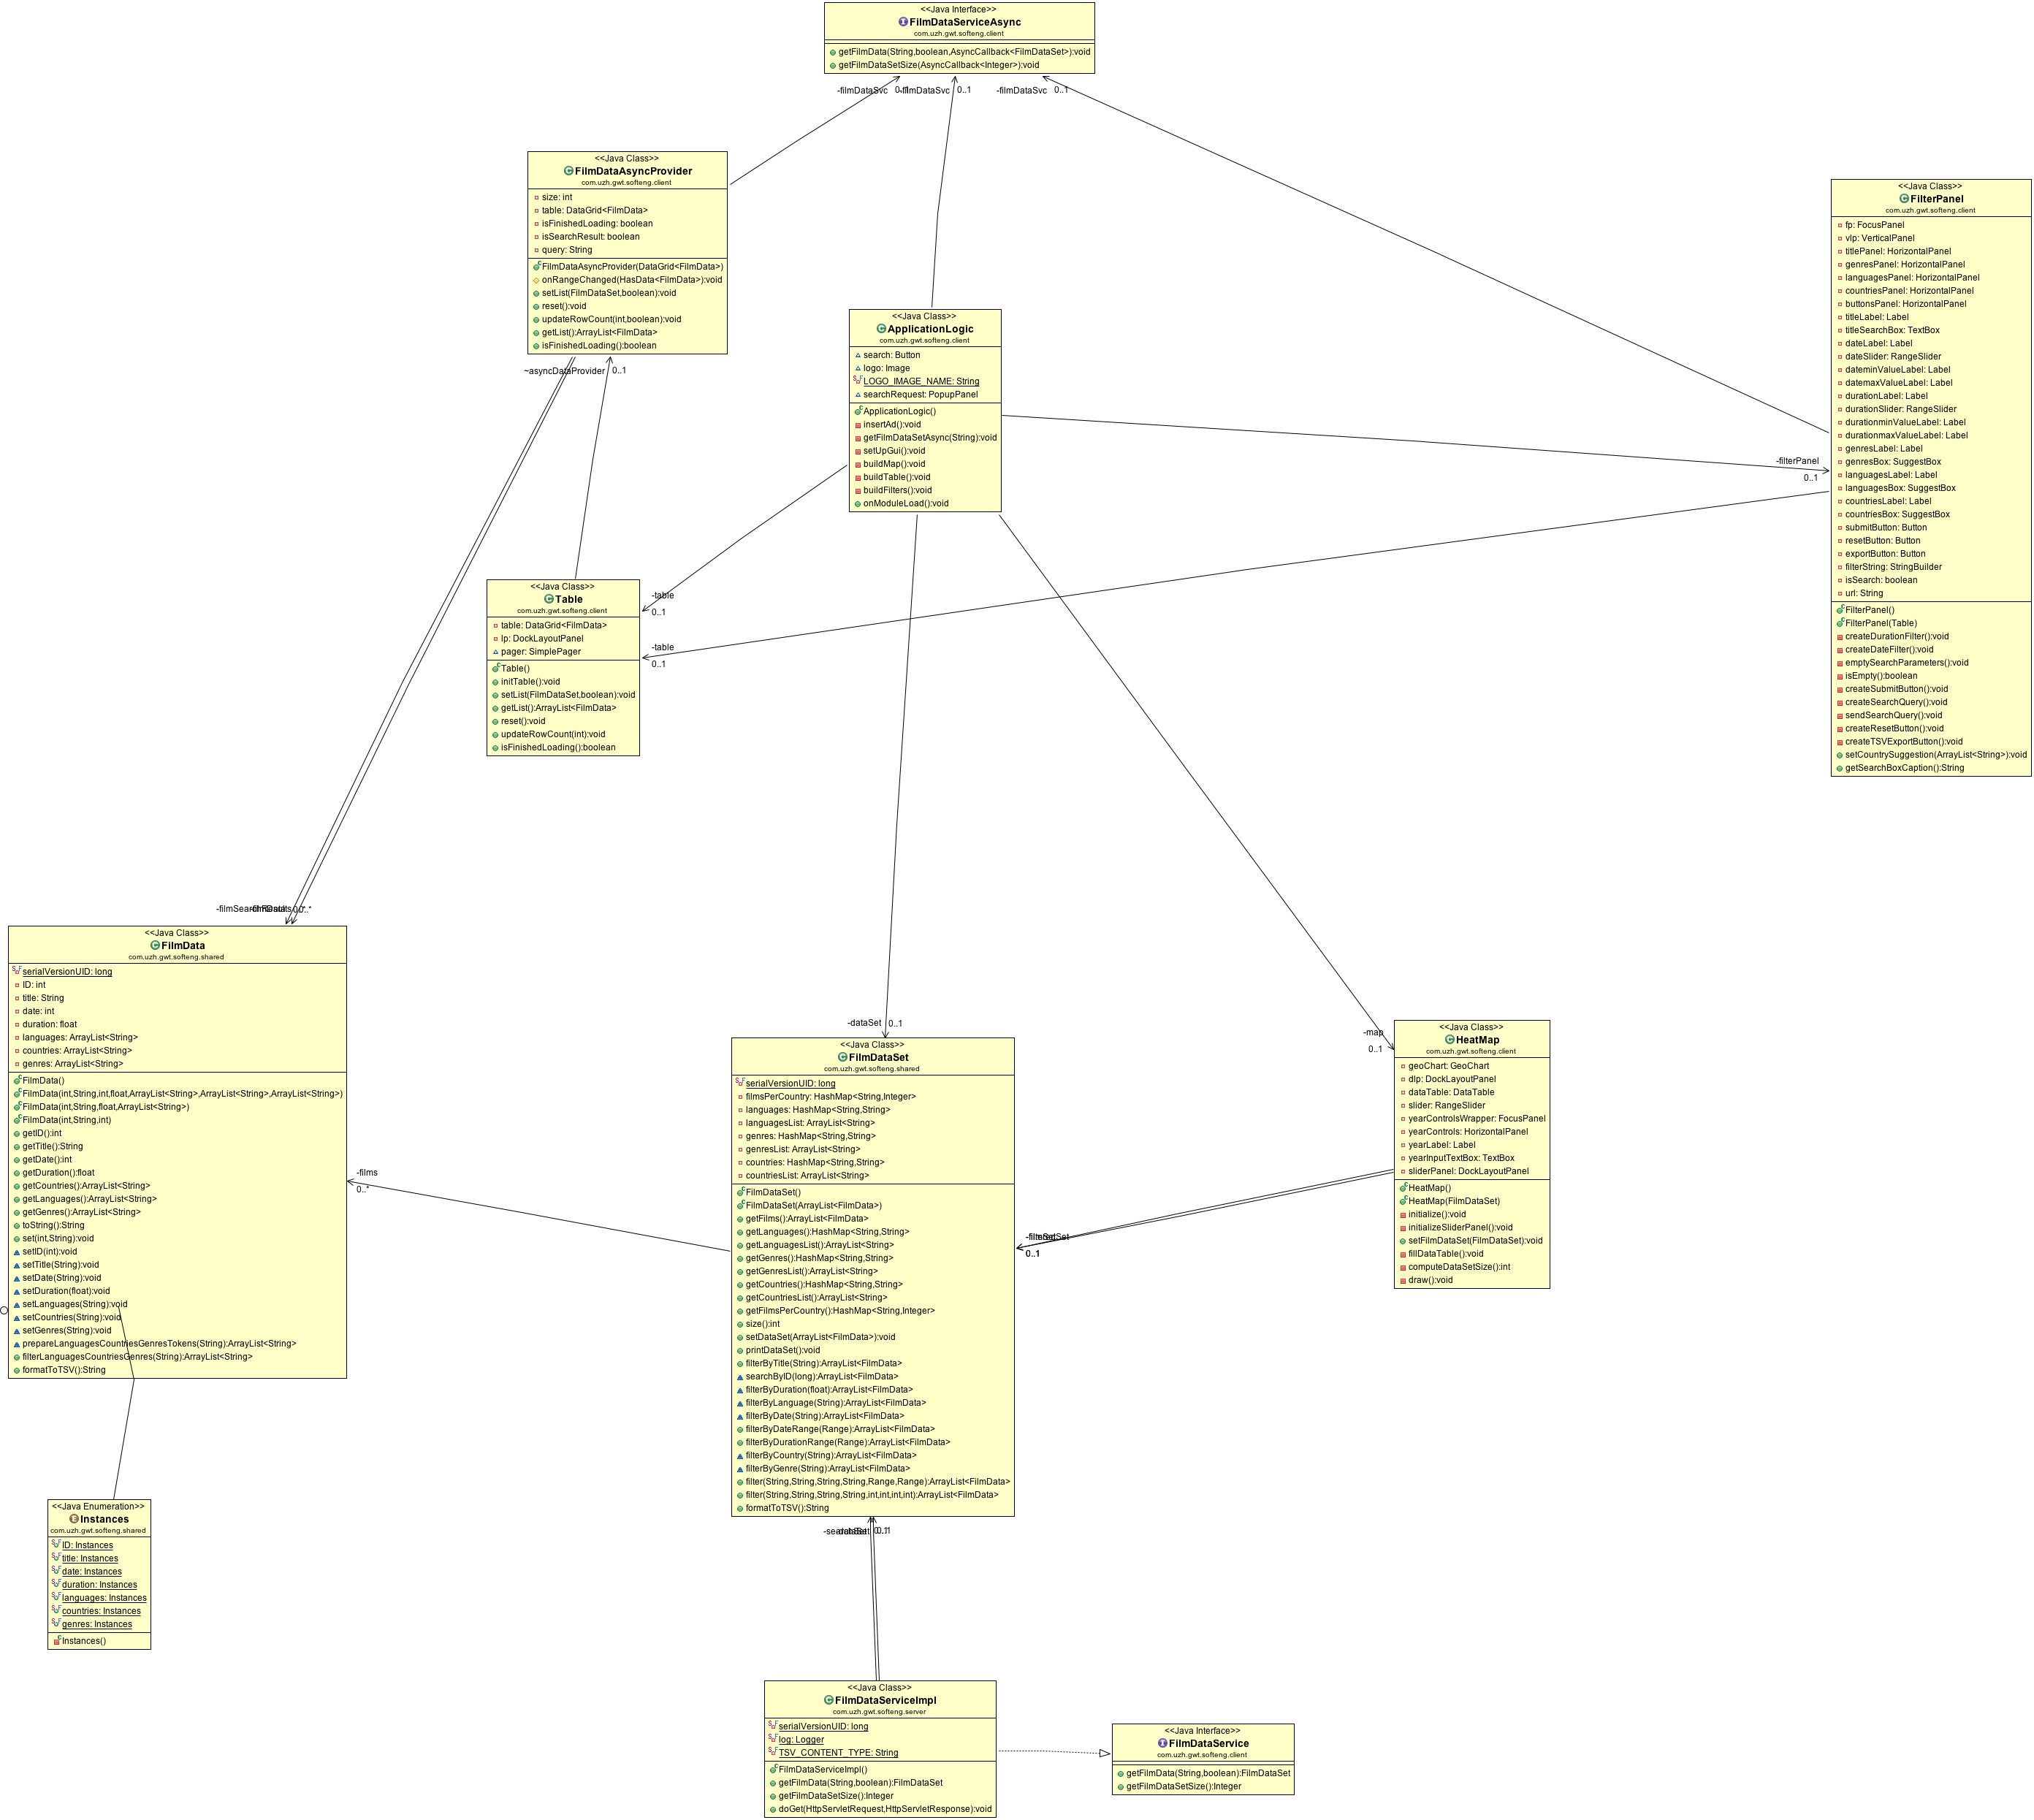 <<Java Interface>>
FilmDataServiceAsync
com.uzh.gwt.softeng.client
getFilmData(String,boolean,AsyncCallback<FilmDataSet>):void
getFilmDataSetSize(AsyncCallback<Integer>):void
-filmDataSvc 0..1
-filmDataSvc 0..1
-filmDataSvc 0..1
<<Java Class>>
FilmDataAsyncProvider
com.uzh.gwt.softeng.client
size: int
table: DataGrid<FilmData>
isFinishedLoading: boolean
isSearchResult: boolean
query: String
FilmDataAsyncProvider(DataGrid<FilmData>)
onRangeChanged(HasData<FilmData>):void
setList(FilmDataSet,boolean):void
reset():void
updateRowCount(int,boolean):void
getList():ArrayList<FilmData>
isFinishedLoading():boolean
~asyncDataProvider 0..1
<<Java Class>>
FilterPanel
com.uzh.gwt.softeng.client
fp: FocusPanel
vlp: VerticalPanel
titlePanel: HorizontalPanel
genresPanel: HorizontalPanel
languagesPanel: HorizontalPanel
countriesPanel: HorizontalPanel
buttonsPanel: HorizontalPanel
titleLabel: Label
titleSearchBox: TextBox
dateLabel: Label
dateSlider: RangeSlider
dateminValueLabel: Label
datemaxValueLabel: Label
durationLabel: Label
durationSlider: RangeSlider
durationminValueLabel: Label
durationmaxValueLabel: Label
genresLabel: Label
genresBox: SuggestBox
languagesLabel: Label
languagesBox: SuggestBox
countriesLabel: Label
countriesBox: SuggestBox
submitButton: Button
resetButton: Button
exportButton: Button
filterString: StringBuilder
isSearch: boolean
url: String
FilterPanel()
FilterPanel(Table)
createDurationFilter():void
createDateFilter():void
emptySearchParameters():void
isEmpty():boolean
createSubmitButton():void
createSearchQuery():void
sendSearchQuery():void
createResetButton():void
createTSVExportButton():void
setCountrySuggestion(ArrayList<String>):void
getSearchBoxCaption():String
<<Java Class>>
ApplicationLogic
com.uzh.gwt.softeng.client
search: Button
logo: Image
LOGO_IMAGE_NAME: String
searchRequest: PopupPanel
ApplicationLogic()
insertAd():void
getFilmDataSetAsync(String):void
setUpGui():void
buildMap():void
buildTable():void
buildFilters():void
onModuleLoad():void
-filterPanel
0..1
<<Java Class>>
Table
com.uzh.gwt.softeng.client
table: DataGrid<FilmData>
lp: DockLayoutPanel
pager: SimplePager
Table()
initTable():void
setList(FilmDataSet,boolean):void
getList():ArrayList<FilmData>
reset():void
updateRowCount(int):void
isFinishedLoading():boolean
-table
0..1
-table
0..1
<<Java Class>>
FilmData
com.uzh.gwt.softeng.shared
serialVersionUID: long
ID: int
title: String
date: int
duration: float
languages: ArrayList<String>
countries: ArrayList<String>
genres: ArrayList<String>
FilmData()
FilmData(int,String,int,float,ArrayList<String>,ArrayList<String>,ArrayList<String>)
FilmData(int,String,float,ArrayList<String>)
FilmData(int,String,int)
getID():int
getTitle():String
getDate():int
getDuration():float
getCountries():ArrayList<String>
getLanguages():ArrayList<String>
getGenres():ArrayList<String>
toString():String
set(int,String):void
setID(int):void
setTitle(String):void
setDate(String):void
setDuration(float):void
setLanguages(String):void
setCountries(String):void
setGenres(String):void
prepareLanguagesCountriesGenresTokens(String):ArrayList<String>
filterLanguagesCountriesGenres(String):ArrayList<String>
formatToTSV():String
-films
0..*
-dataSet 0..1
<<Java Class>>
FilmDataSet
com.uzh.gwt.softeng.shared
serialVersionUID: long
filmsPerCountry: HashMap<String,Integer>
languages: HashMap<String,String>
languagesList: ArrayList<String>
genres: HashMap<String,String>
genresList: ArrayList<String>
countries: HashMap<String,String>
countriesList: ArrayList<String>
FilmDataSet()
FilmDataSet(ArrayList<FilmData>)
getFilms():ArrayList<FilmData>
getLanguages():HashMap<String,String>
getLanguagesList():ArrayList<String>
getGenres():HashMap<String,String>
getGenresList():ArrayList<String>
getCountries():HashMap<String,String>
getCountriesList():ArrayList<String>
getFilmsPerCountry():HashMap<String,Integer>
size():int
setDataSet(ArrayList<FilmData>):void
printDataSet():void
filterByTitle(String):ArrayList<FilmData>
searchByID(long):ArrayList<FilmData>
filterByDuration(float):ArrayList<FilmData>
filterByLanguage(String):ArrayList<FilmData>
filterByDate(String):ArrayList<FilmData>
filterByDateRange(Range):ArrayList<FilmData>
filterByDurationRange(Range):ArrayList<FilmData>
filterByCountry(String):ArrayList<FilmData>
filterByGenre(String):ArrayList<FilmData>
filter(String,String,String,String,Range,Range):ArrayList<FilmData>
filter(String,String,String,String,int,int,int,int):ArrayList<FilmData>
formatToTSV():String
-map
0..1
<<Java Class>>
HeatMap
com.uzh.gwt.softeng.client
geoChart: GeoChart
dlp: DockLayoutPanel
dataTable: DataTable
slider: RangeSlider
yearControlsWrapper: FocusPanel
yearControls: HorizontalPanel
yearLabel: Label
yearInputTextBox: TextBox
sliderPanel: DockLayoutPanel
HeatMap()
HeatMap(FilmDataSet)
initialize():void
initializeSliderPanel():void
setFilmDataSet(FilmDataSet):void
fillDataTable():void
computeDataSetSize():int
draw():void
0..1
<<Java Enumeration>>
Instances
com.uzh.gwt.softeng.shared
ID: Instances
title: Instances
date: Instances
duration: Instances
languages: Instances
countries: Instances
genres: Instances
Instances()
<<Java Class>>
FilmDataServiceImpl
com.uzh.gwt.softeng.server
serialVersionUID: long
log: Logger
TSV_CONTENT_TYPE: String
FilmDataServiceImpl()
getFilmData(String,boolean):FilmDataSet
getFilmDataSetSize():Integer
doGet(HttpServletRequest,HttpServletResponse):void
<<Java Interface>>
FilmDataService
com.uzh.gwt.softeng.client
getFilmData(String,boolean):FilmDataSet
getFilmDataSetSize():Integer